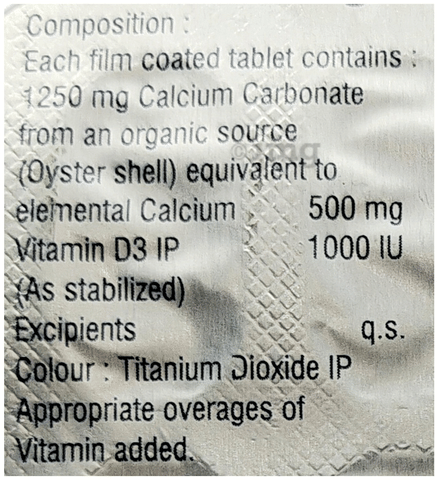 Composition :
Each film coated tablet contains :
1250 mg Calcium Carbonate
from an organic source
(Oyster shell) equivalent to
elemental Calcium 500 mg
Vitamin D3 IP 1000 IU
(As stabilized)
Excipients q.s.
Colour : Titanium Dioxide IP
Appropriate overages of
Vitamin added.